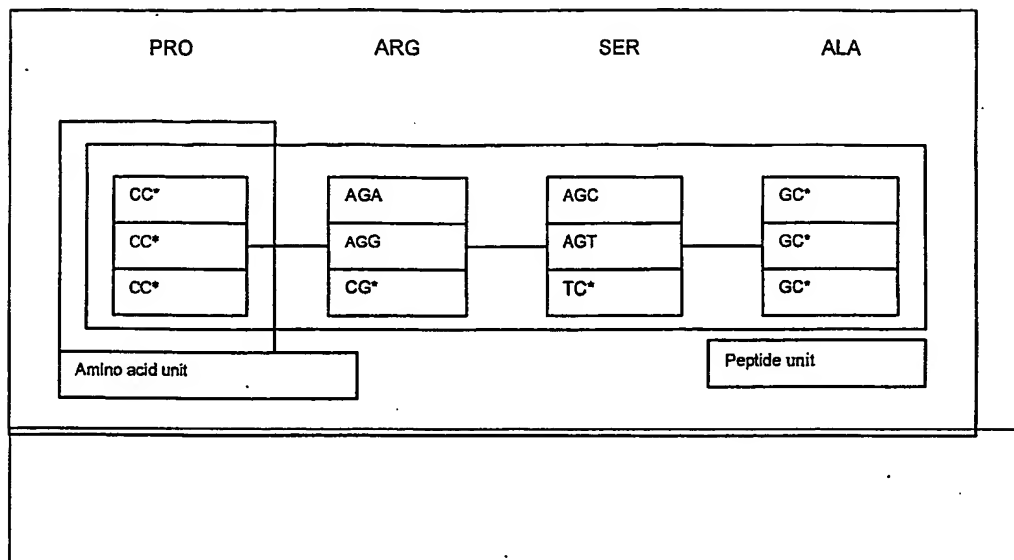 PRO ARG SER ALA
CC* AGA AGC GC*
CC* AGG AGT GC*
CC* CG* TC* GC*
Amino acid unit Peptide unit